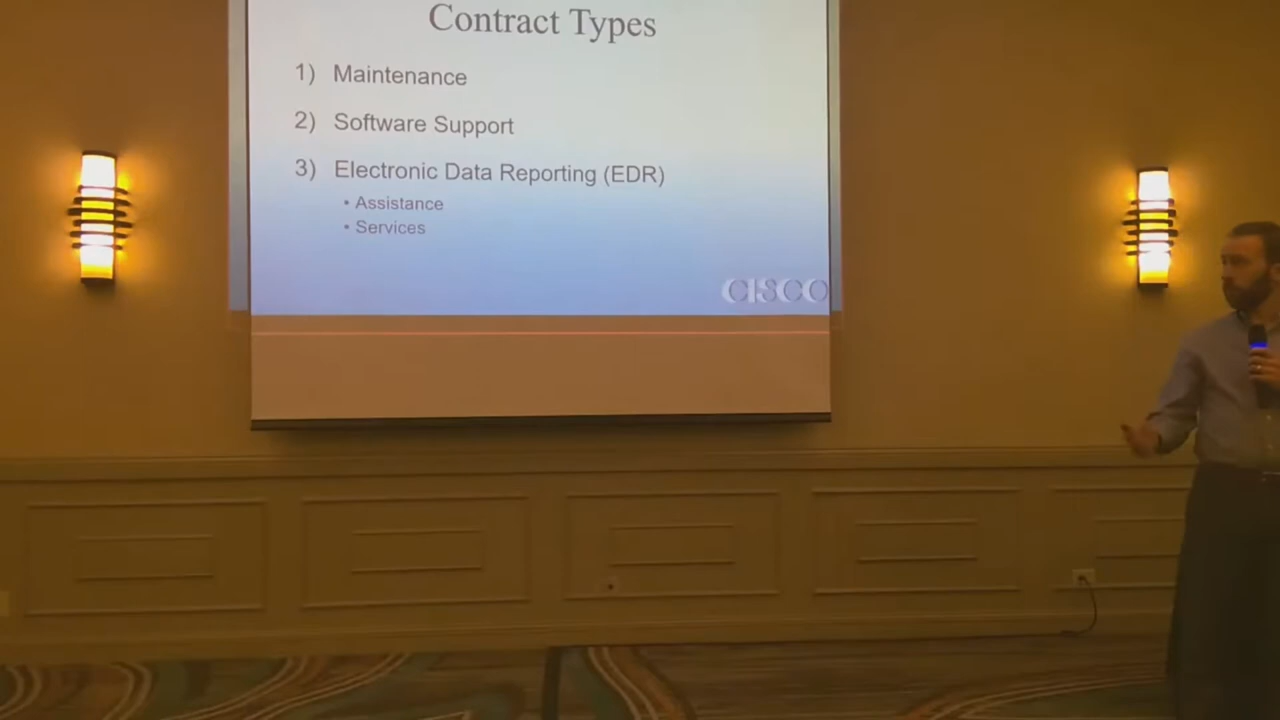 Contract Types
1) Maintenance
2) Software Support
3) Electronic Data Reporting (EDR)
• Assistance
• Services
CISCO